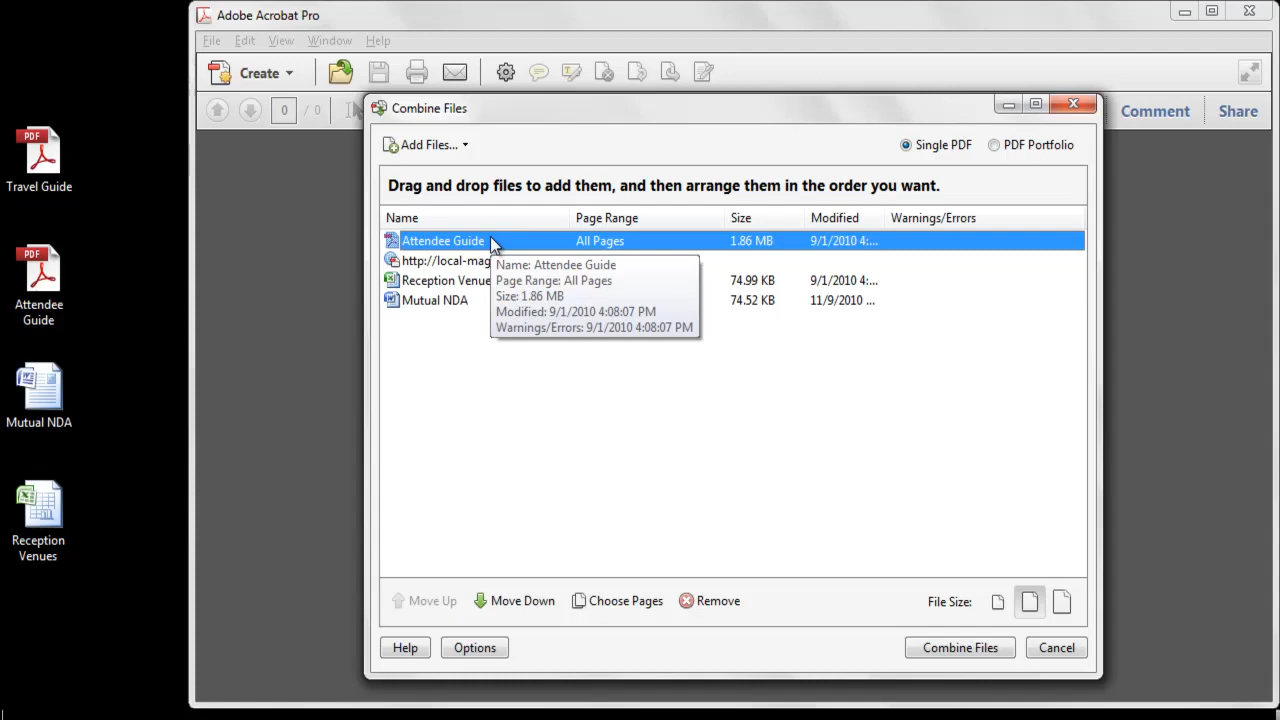 Adobe Acrobat Pro
File Edit View Window Help
Create
0 / 0
Comment Share
Combine Files
Add Files...
Single PDF PDF Portfolio
Drag and drop files to add them, and then arrange them in the order you want.
Name Page Range Size Modified Warnings/Errors
Attendee Guide All Pages 1.86 MB 9/1/2010 4:...
http://local-mag
Reception Venue 74.99 KB 9/1/2010 4:...
Mutual NDA 74.52 KB 11/9/2010 ...
Name: Attendee Guide
Page Range: All Pages
Size: 1.86 MB
Modified: 9/1/2010 4:08:07 PM
Warnings/Errors: 9/1/2010 4:08:07 PM
Move Up Move Down Choose Pages Remove File Size:
Help Options Combine Files Cancel
PDF
Travel Guide
PDF
Attendee
Guide
Mutual NDA
Reception
Venues